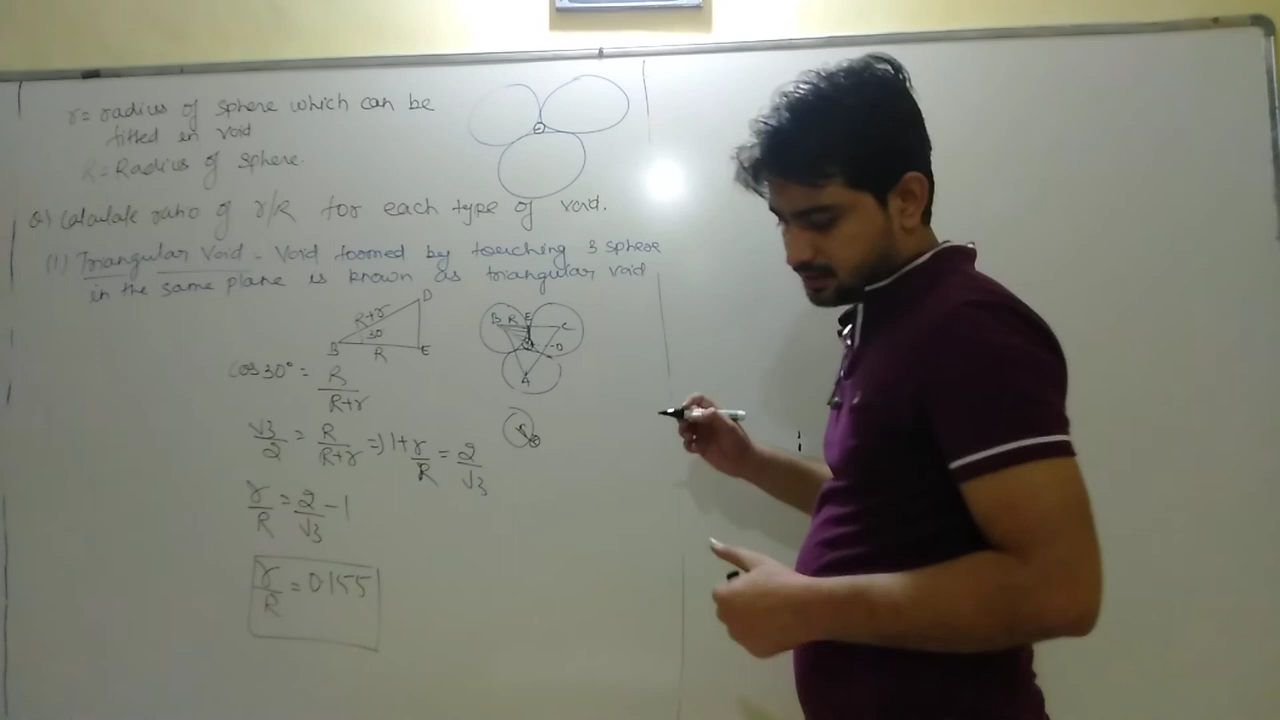 r= radius of sphere which can be
fitted in void
R= Radius of sphere.
Q) Calculate ratio of r/R for each type of void.
(1) Triangular Void - Void formed by touching 3 sphere
in the same plane is known as triangular void
D
R+r
30
B R E
B R E C
O
D
A
cos30° = R/R+r
√3/2 = R/R+r => 1+r/R = 2/√3
r/R = 2/√3 - 1
r/R = 0.155